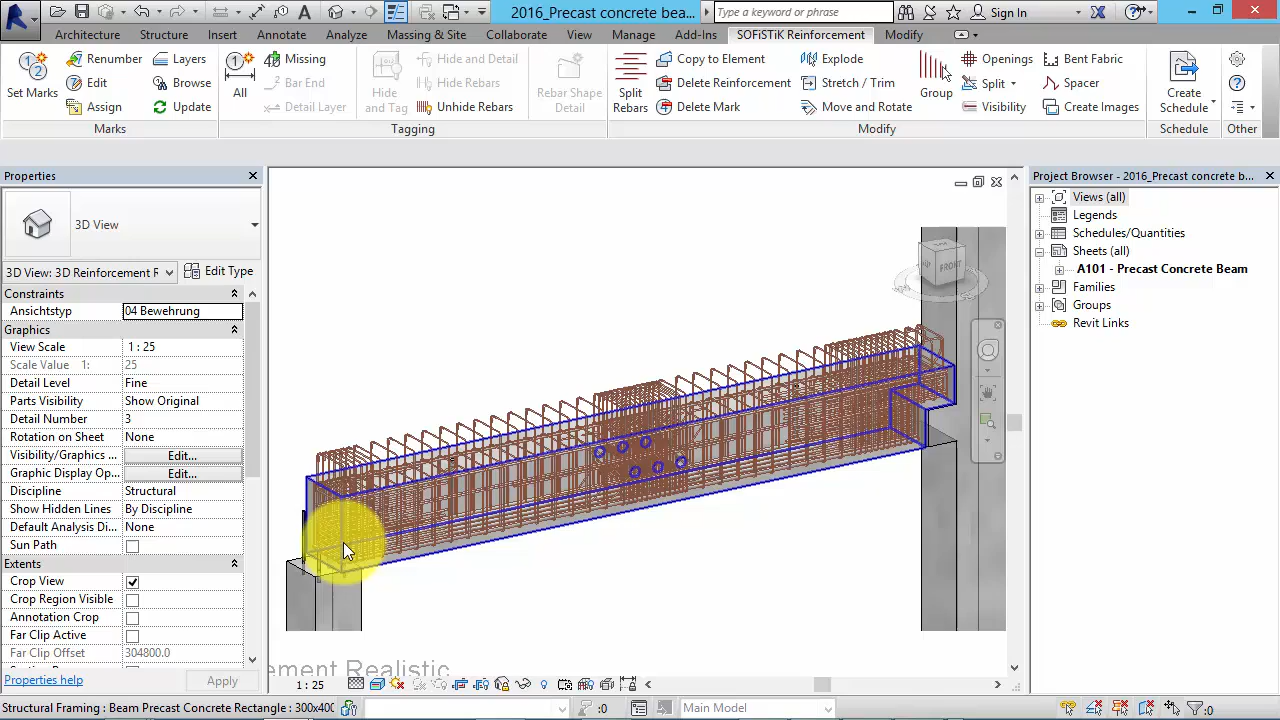 2016_Precast concrete bea...
Type a keyword or phrase
Sign In
Architecture Structure Insert Annotate Analyze Massing & Site Collaborate View Manage Add-Ins SOFiSTiK Reinforcement Modify
Set Marks
Renumber
Edit
Assign
Layers
Browse
Update
Marks
All
Missing
Bar End
Detail Layer
Hide and Tag
Hide and Detail
Hide Rebars
Unhide Rebars
Rebar Shape Detail
Tagging
Split Rebars
Copy to Element
Delete Reinforcement
Delete Mark
Explode
Stretch / Trim
Move and Rotate
Group
Openings
Split
Visibility
Bent Fabric
Spacer
Create Images
Modify
Create Schedule
Schedule
Other
Properties
3D View
3D View: 3D Reinforcement R
Edit Type
Constraints
Ansichtstyp 04 Bewehrung
Graphics
View Scale 1 : 25
Scale Value 1: 25
Detail Level Fine
Parts Visibility Show Original
Detail Number 3
Rotation on Sheet None
Visibility/Graphics ... Edit...
Graphic Display Op... Edit...
Discipline Structural
Show Hidden Lines By Discipline
Default Analysis Di... None
Sun Path
Extents
Crop View
Crop Region Visible
Annotation Crop
Far Clip Active
Far Clip Offset 304800.0
Properties help
Apply
FRONT
ement Realistic
1 : 25
Project Browser - 2016_Precast concrete b...
Views (all)
Legends
Schedules/Quantities
Sheets (all)
A101 - Precast Concrete Beam
Families
Groups
Revit Links
Structural Framing : Beam Precast Concrete Rectangle : 300x400
:0
Main Model
:0